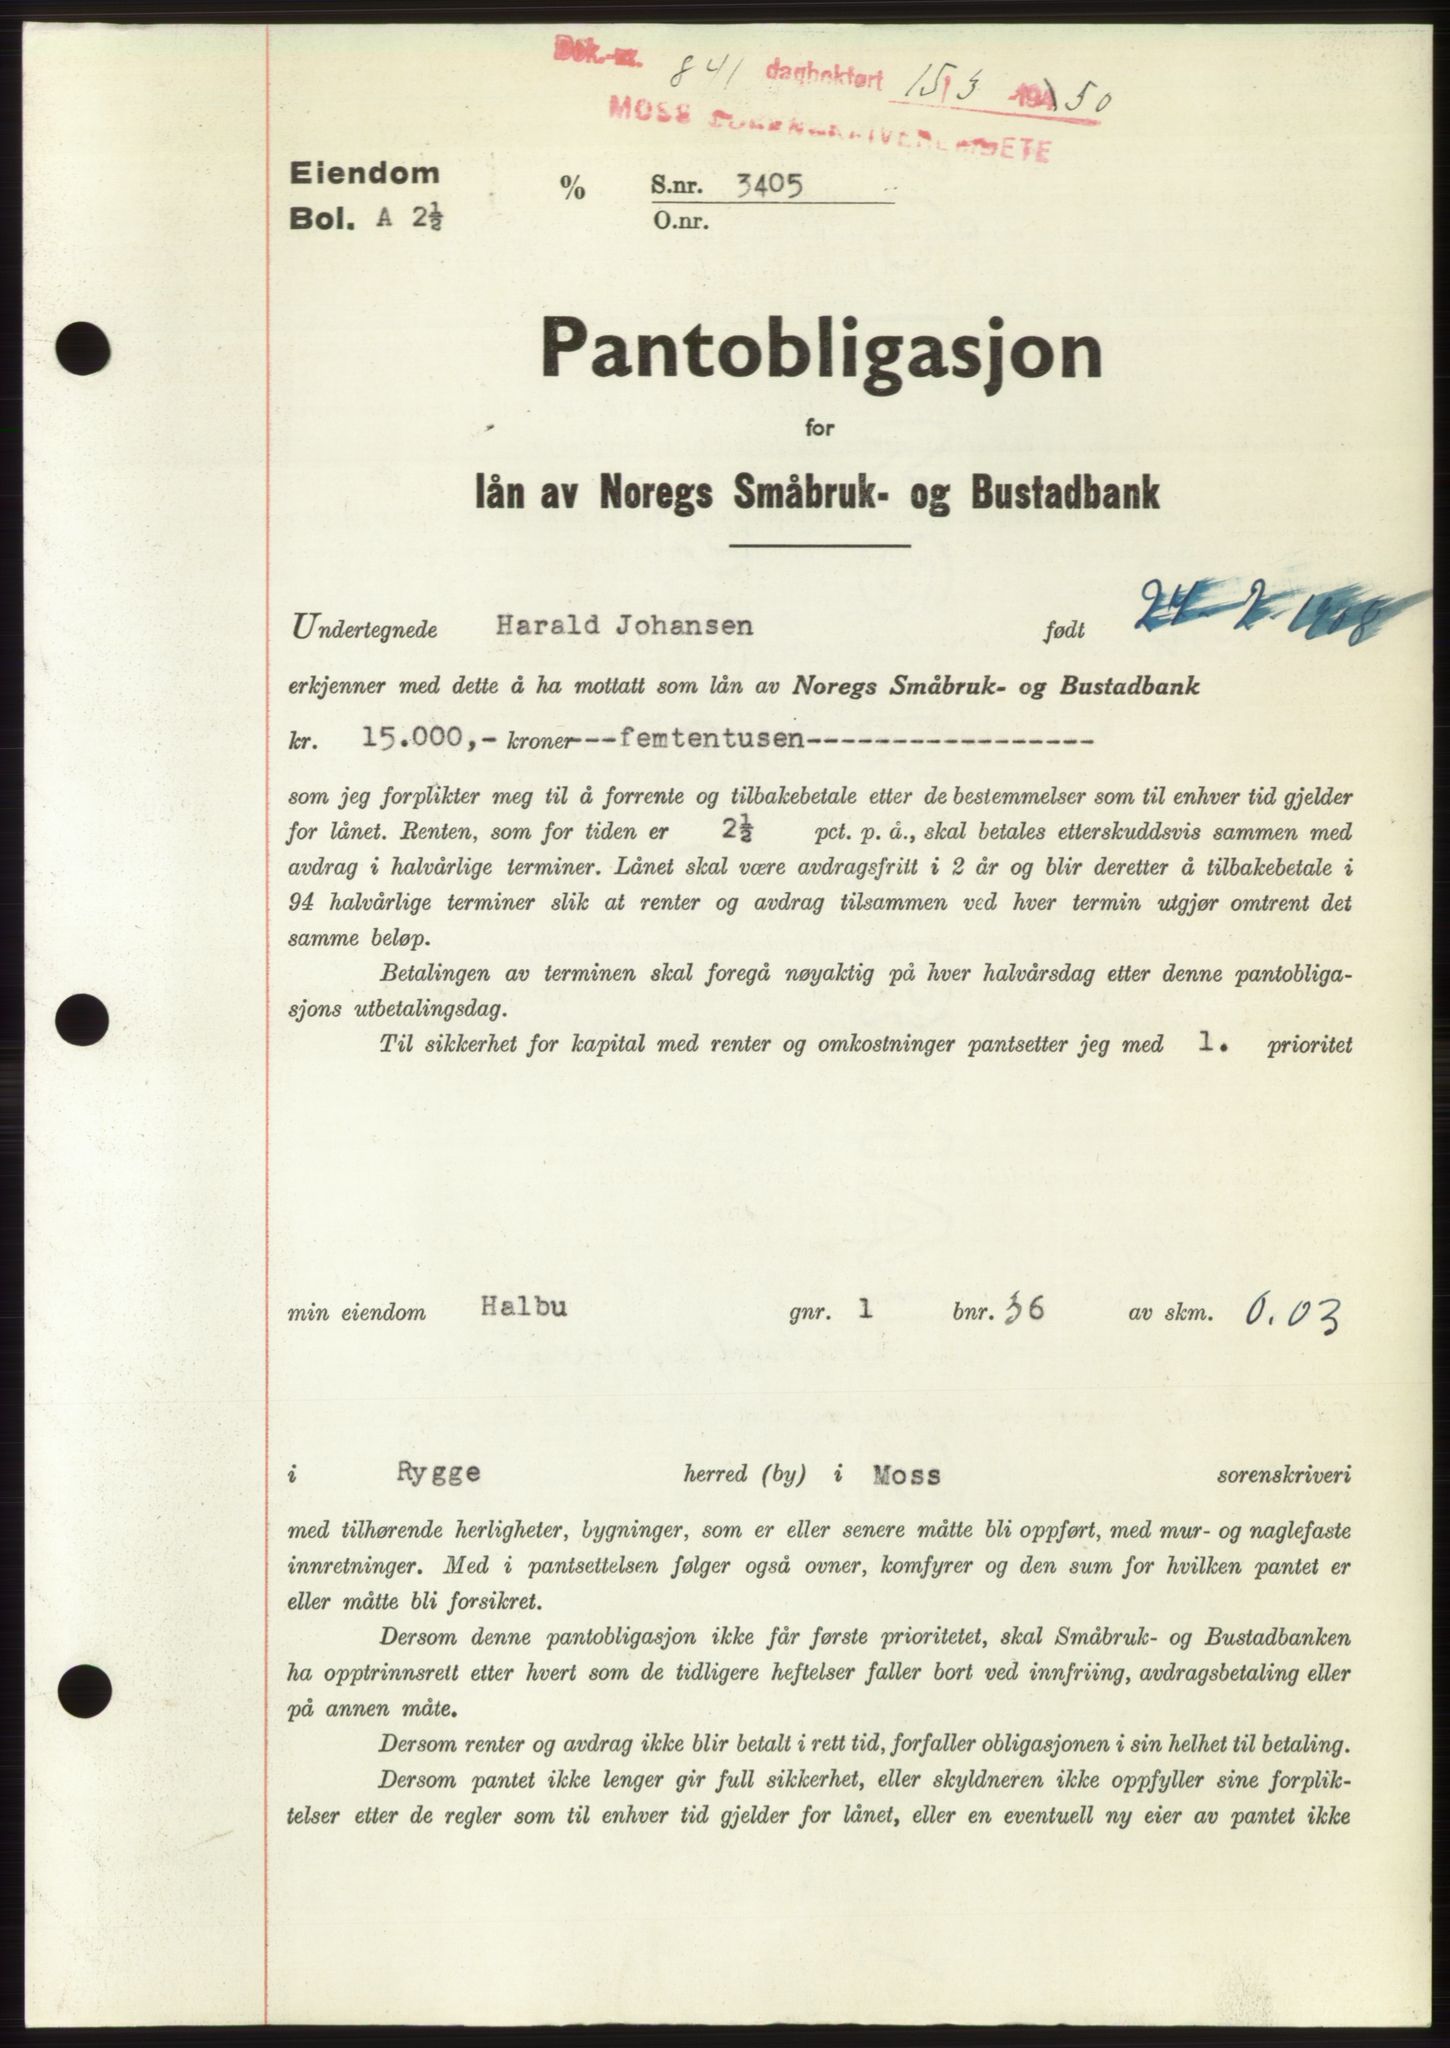 Dok.-nr. 841 dagbokført 15/3 1950
MOSS SORENSKRIVEREMBETE
Eiendom % S.nr. 3405
Bol. A 2½ O.nr.
Pantobligasjon
for
lån av Noregs Småbruk- og Bustadbank
Undertegnede Harald Johansen født 24 2 1908
erkjenner med dette å ha mottatt som lån av Noregs Småbruk- og Bustadbank
kr. 15.000,- kroner---femtentusen-----------------
som jeg forplikter meg til å forrente og tilbakebetale etter de bestemmelser som til enhver tid gjelder
for lånet. Renten, som for tiden er 2½ pct. p. å., skal betales etterskuddsvis sammen med
avdrag i halvårlige terminer. Lånet skal være avdragsfritt i 2 år og blir deretter å tilbakebetale i
94 halvårlige terminer slik at renter og avdrag tilsammen ved hver termin utgjør omtrent det
samme beløp.
Betalingen av terminen skal foregå nøyaktig på hver halvårsdag etter denne pantobliga-
sjons utbetalingsdag.
Til sikkerhet for kapital med renter og omkostninger pantsetter jeg med 1. prioritet
min eiendom Halbu gnr. 1 bnr. 36 av skm. 0.03
i Rygge herred (by) i Moss sorenskriveri
med tilhørende herligheter, bygninger, som er eller senere måtte bli oppført, med mur- og naglefaste
innretninger. Med i pantsettelsen følger også ovner, komfyrer og den sum for hvilken pantet er
eller måtte bli forsikret.
Dersom denne pantobligasjon ikke får første prioritetet, skal Småbruk- og Bustadbanken
ha opptrinnsrett etter hvert som de tidligere heftelser faller bort ved innfriing, avdragsbetaling eller
på annen måte.
Dersom renter og avdrag ikke blir betalt i rett tid, forfaller obligasjonen i sin helhet til betaling.
Dersom pantet ikke lenger gir full sikkerhet, eller skyldneren ikke oppfyller sine forplik-
telser etter de regler som til enhver tid gjelder for lånet, eller en eventuell ny eier av pantet ikke